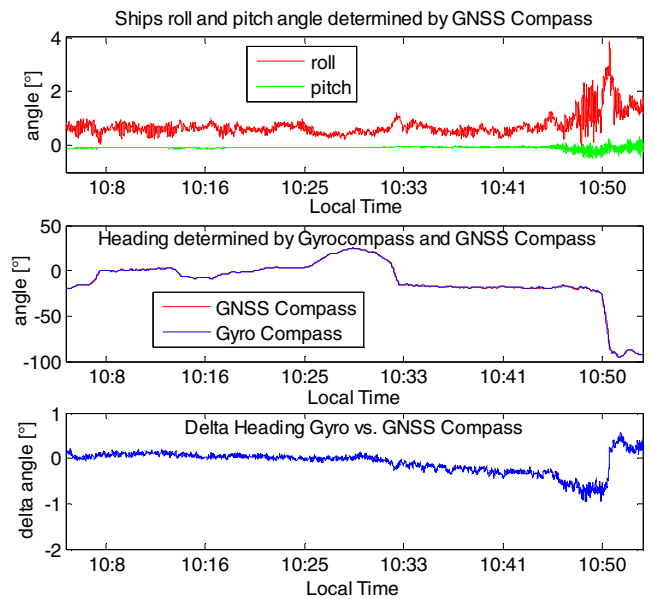 Ships roll and pitch angle determined by GNSS Compass
4
2
0
angle [°]
roll
pitch
10:8 10:16 10:25 10:33 10:41 10:50
Local Time
50
0
-50
-100
angle [°]
Heading determined by Gyrocompass and GNSS Compass
GNSS Compass
Gyro Compass
10:8 10:16 10:25 10:33 10:41 10:50
Local Time
1
0
-1
-2
delta angle [°]
Delta Heading Gyro vs. GNSS Compass
10:8 10:16 10:25 10:33 10:41 10:50
Local Time